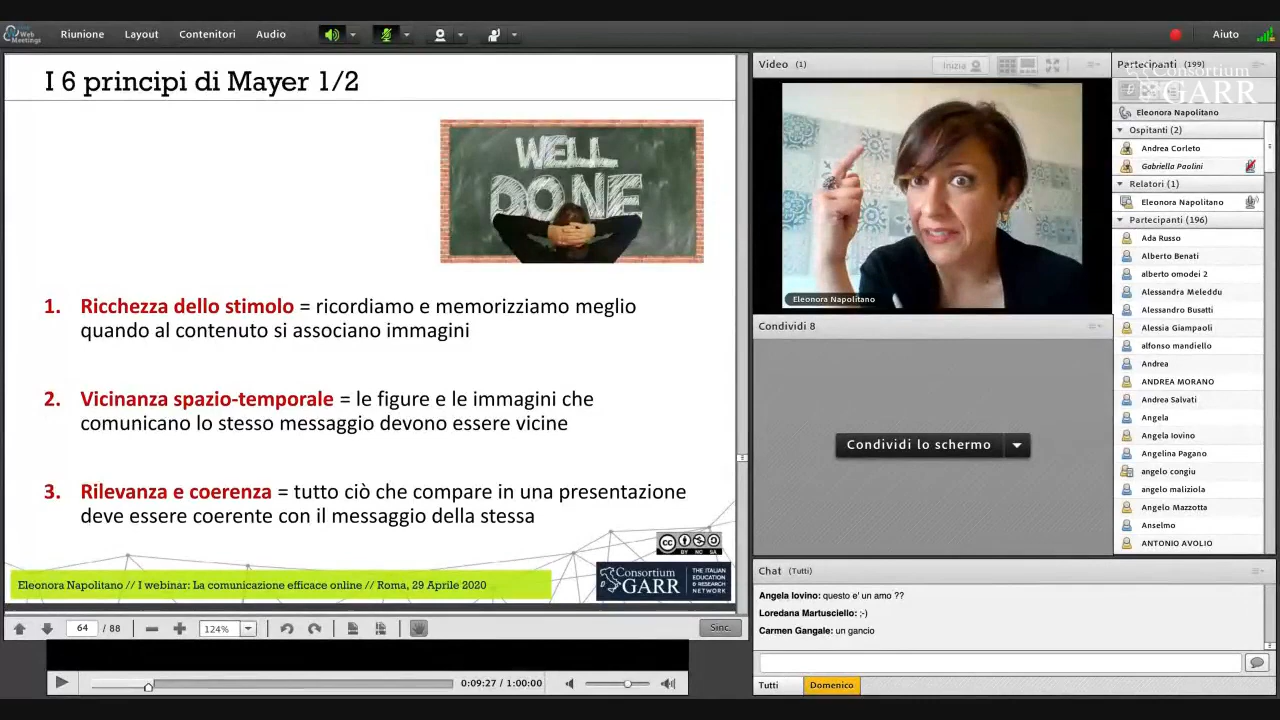 Web
Meetings
Riunione
Layout
Contenitori
Audio
Aiuto
I 6 principi di Mayer 1/2
WELL
DONE
1. Ricchezza dello stimolo = ricordiamo e memorizziamo meglio
quando al contenuto si associano immagini
2. Vicinanza spazio-temporale = le figure e le immagini che
comunicano lo stesso messaggio devono essere vicine
3. Rilevanza e coerenza = tutto ciò che compare in una presentazione
deve essere coerente con il messaggio della stessa
cc
BY NC SA
Eleonora Napolitano // I webinar: La comunicazione efficace online // Roma, 29 Aprile 2020
Consortium
GARR
THE ITALIAN
EDUCATION
& RESEARCH
NETWORK
64 / 88
124%
Sinc.
0:09:27 / 1:00:00
Video (1)
Inizia
Eleonora Napolitano
Condividi 8
Condividi lo schermo
Partecipanti (199)
Consortium
GARR
Eleonora Napolitano
Ospitanti (2)
Andrea Corleto
Gabriella Paolini
Relatori (1)
Eleonora Napolitano
Partecipanti (196)
Ada Russo
Alberto Benati
alberto omodei 2
Alessandra Meleddu
Alessandro Busatti
Alessia Giampaoli
alfonso mandiello
Andrea
ANDREA MORANO
Andrea Salvati
Angela
Angela Iovino
Angelina Pagano
angelo congiu
angelo maliziola
Angelo Mazzotta
Anselmo
ANTONIO AVOLIO
Chat (Tutti)
Angela Iovino: questo e' un amo ??
Loredana Martusciello: ;-)
Carmen Gangale: un gancio
Tutti
Domenico